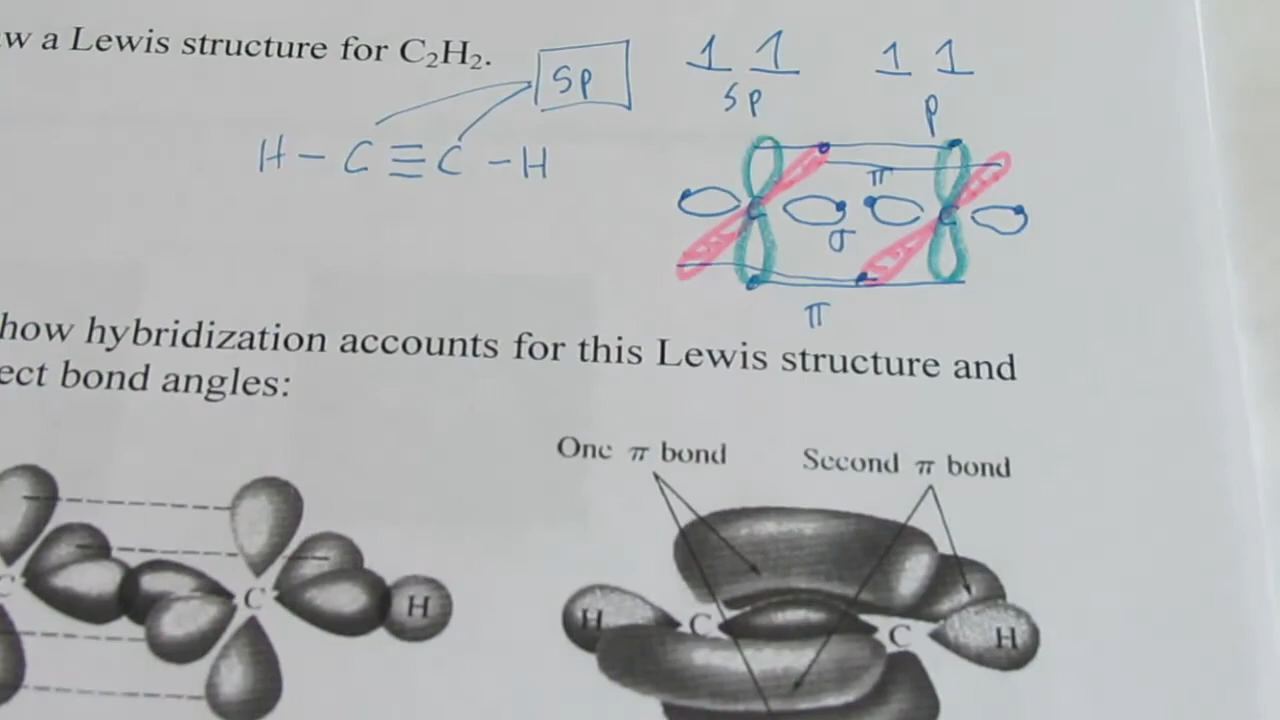 w a Lewis structure for C₂H₂.
sp
1 1 1 1
sp p
H - C ≡ C - H
π
C C
σ
π
how hybridization accounts for this Lewis structure and
ect bond angles:
One π bond Second π bond
C C H
H C C H